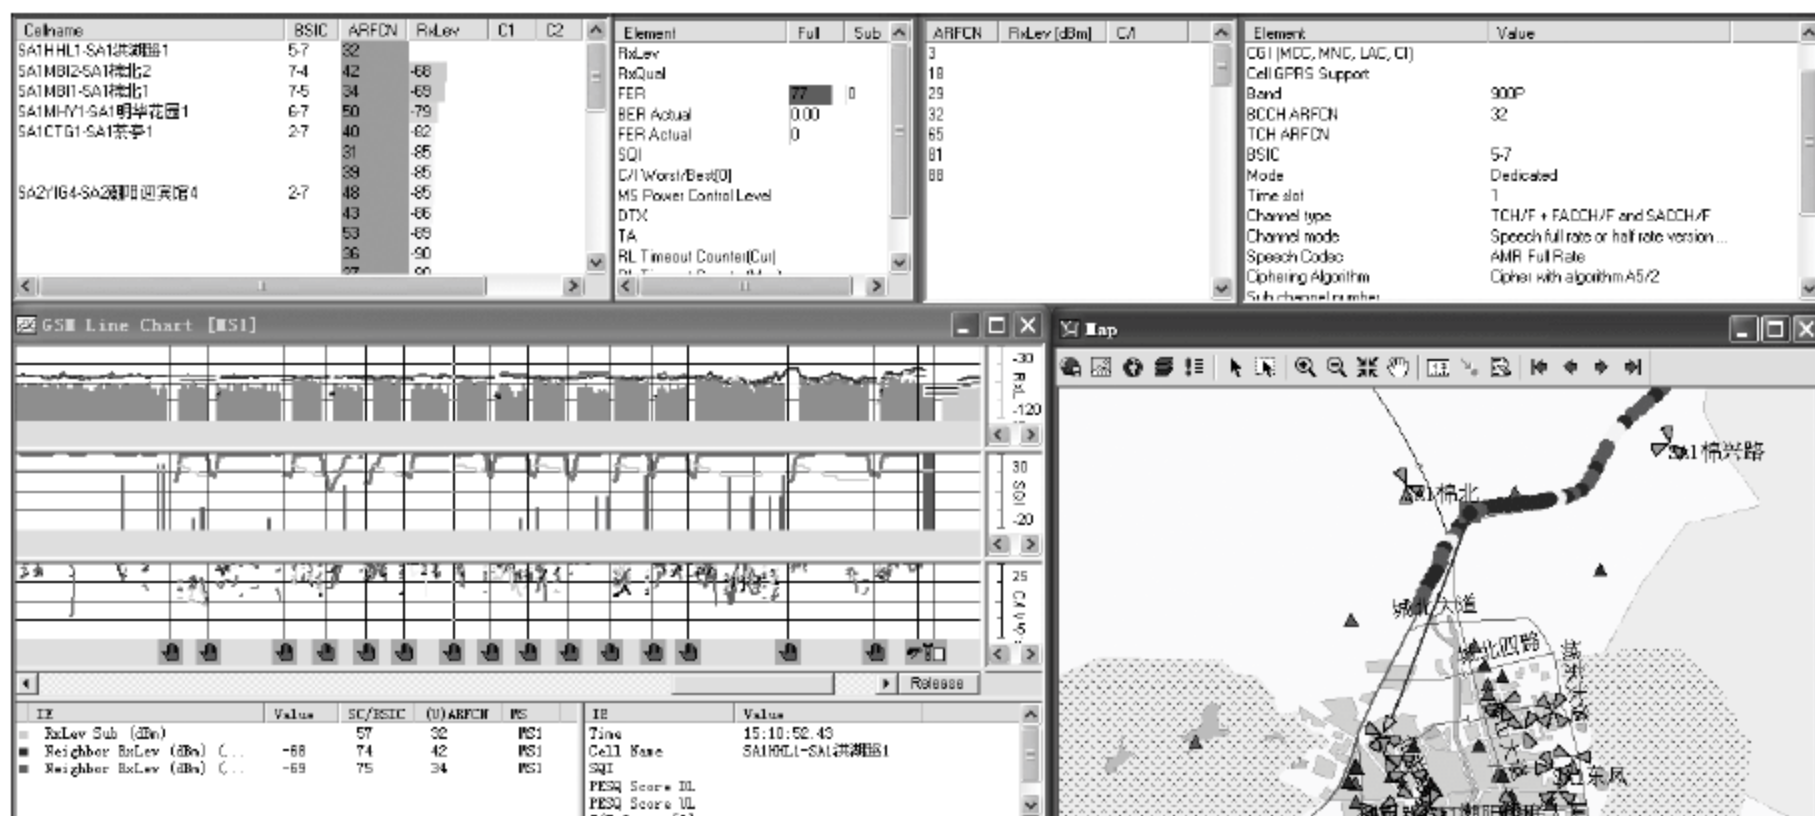 Cellname BSIC ARFCN RxLev C1 C2
SA1HHL1-SA1洪湖路1 5-7 32
SA1MBI2-SA1棉北2 7-4 42 -68
SA1MBI1-SA1棉北1 7-5 34 -69
SA1MHY1-SA1明华花园1 6-7 50 -79
SA1CTG1-SA1茶亭1 2-7 40 -82
31 -85
39 -85
SA2YIG4-SA2潮阳迎宾馆4 2-7 48 -85
43 -86
53 -89
36 -90
37 -90
Element Full Sub
RxLev
RxQual
FER 77 0
BER Actual 0.00
FER Actual 0
SQI
C/I Worst/Best[0]
MS Power Control Level
DTX
TA
RL Timeout Counter(Cur)
ARFCN RxLev [dBm] C/I
3
18
29
32
65
81
88
Element Value
CGI (MCC, MNC, LAC, CI)
Cell GPRS Support
Band 900P
BCCH ARFCN 32
TCH ARFCN
BSIC 5-7
Mode Dedicated
Time slot 1
Channel type TCH/F + FACCH/F and SACCH/F
Channel mode Speech full rate or half rate version ...
Speech Codec AMR Full Rate
Ciphering Algorithm Cipher with algorithm A5/2
Sub channel number
GSM Line Chart [MS1]
-30
RxL
-120
30
SQI
-20
25
C/I
-5
Release
IE Value SC/BSIC (U)ARFCN MS
RxLev Sub (dBm) 57 32 MS1
Neighbor RxLev (dBm) (... -68 74 42 MS1
Neighbor RxLev (dBm) (... -69 75 34 MS1
IE Value
Time 15:10:52.43
Cell Name SA1HHL1-SA1洪湖路1
SQI
PESQ Score DL
PESQ Score UL
Map
SA1棉兴路
SA1棉北
城北大道
城北四路
SA1东风